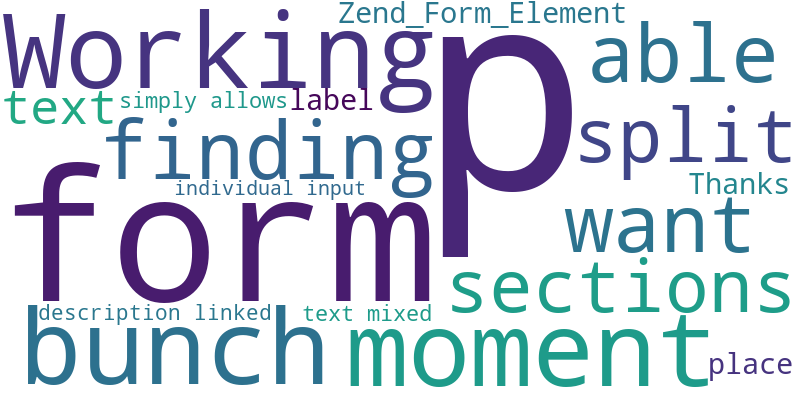 Zend_Form_Element
Working
p
able
text
simply allows
label
finding
split
individual input
Thanks
form
want
sections
description linked
text mixed
bunch
moment
place